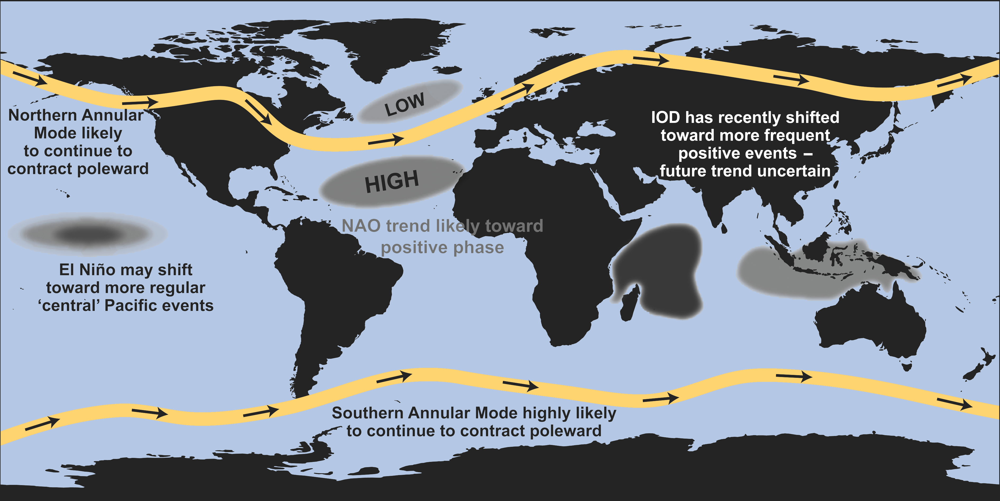 LOW
Northern Annular
Mode likely
to continue to
contract poleward
IOD has recently shifted
toward more frequent
positive events –
future trend uncertain
HIGH
NAO trend likely toward
positive phase
El Niño may shift
toward more regular
‘central’ Pacific events
Southern Annular Mode highly likely
to continue to contract poleward